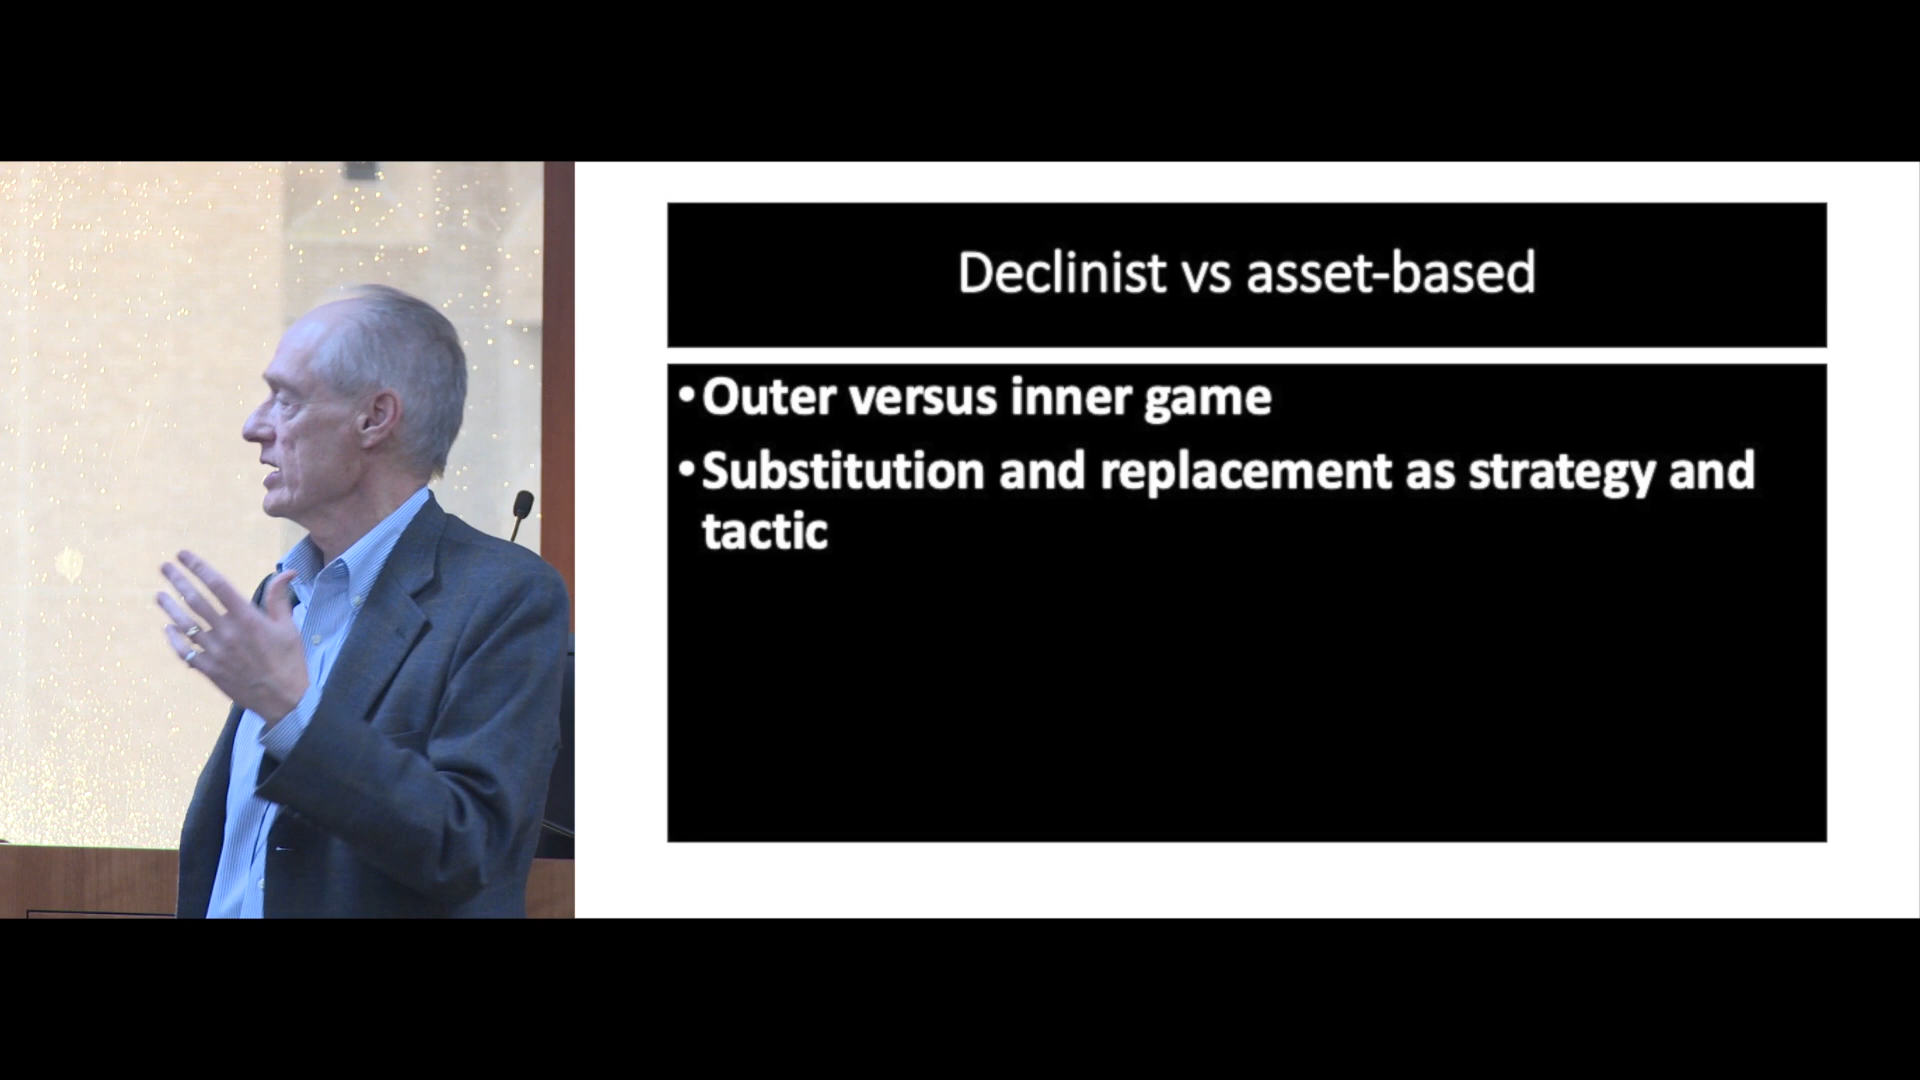 Declinist vs asset-based
•Outer versus inner game
•Substitution and replacement as strategy and
tactic